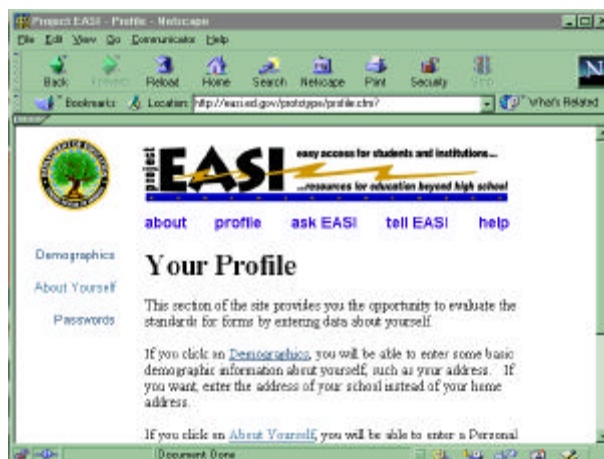 Project EASI - Profile - Netscape
File Edit View Go Communicator Help
Back Forward Reload Home Search Netscape Print Security Stop
Bookmarks Location: http://easi.ed.gov/prototype/profile.cfm? What's Related
project EASI easy access for students and institutions...
...resources for education beyond high school
about profile ask EASI tell EASI help
Demographics
About Yourself
Passwords
Your Profile
This section of the site provides you the opportunity to evaluate the
standards for forms by entering data about yourself
If you click on Demographics, you will be able to enter some basic
demographic information about yourself, such as your address. If
you want, enter the address of your school instead of your home
address.
If you click on About Yourself, you will be able to enter a Personal
Document: Done